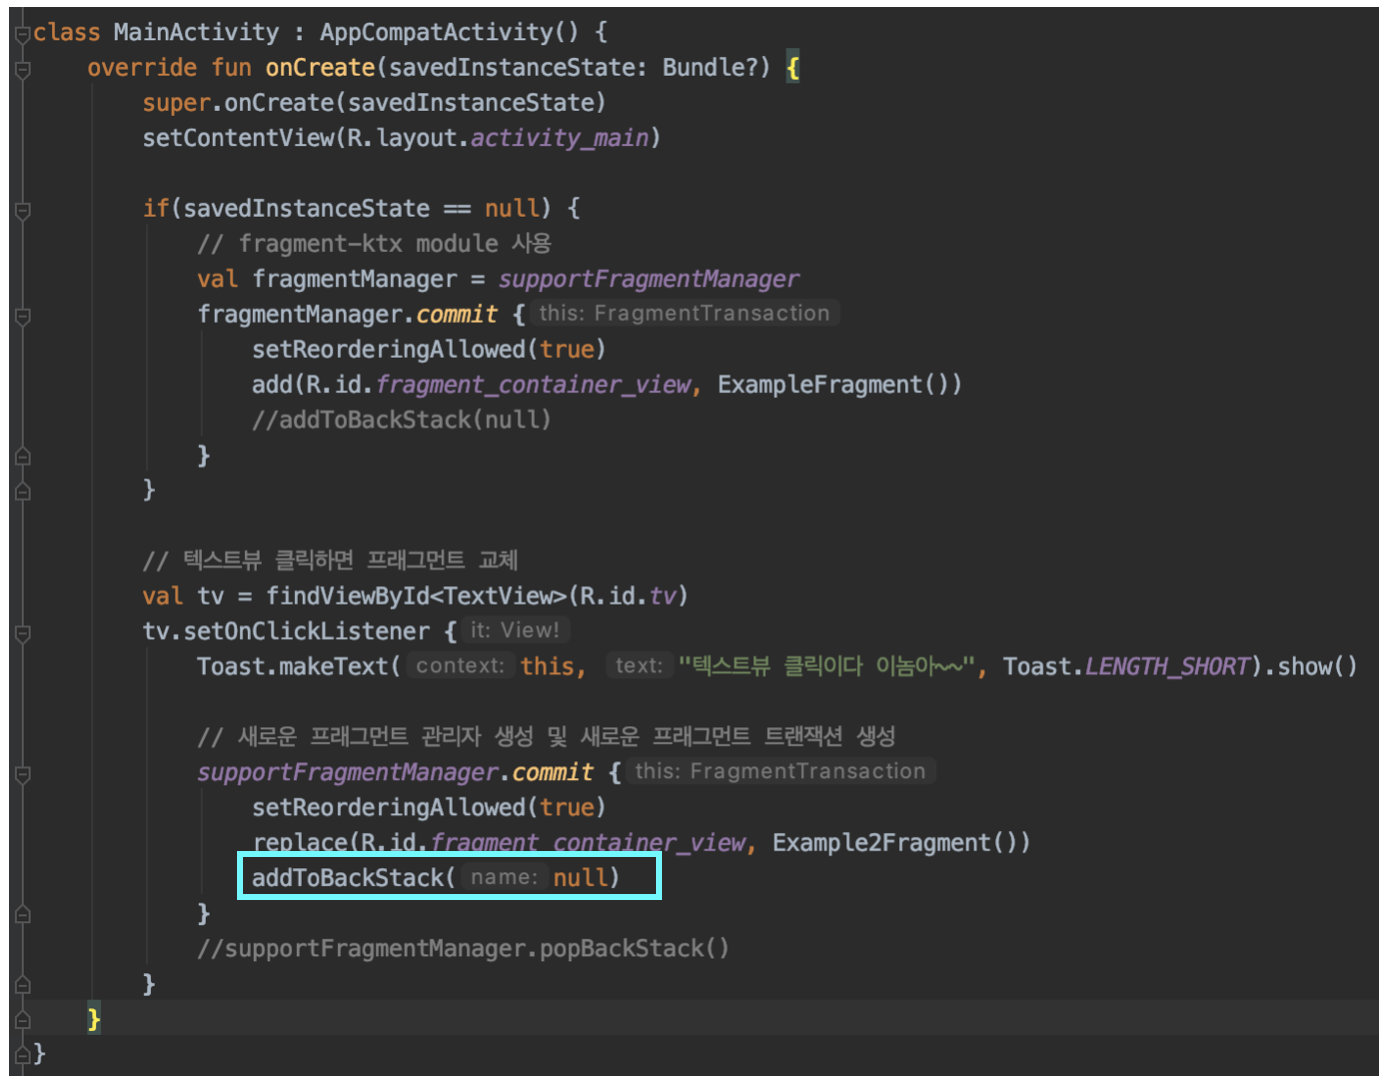 class MainActivity : AppCompatActivity() {
override fun onCreate(savedInstanceState: Bundle?) {
super.onCreate(savedInstanceState)
setContentView(R.layout.activity_main)
if(savedInstanceState == null) {
// fragment-ktx module 사용
val fragmentManager = supportFragmentManager
fragmentManager.commit { this: FragmentTransaction
setReorderingAllowed(true)
add(R.id.fragment_container_view, ExampleFragment())
//addToBackStack(null)
}
}
// 텍스트뷰 클릭하면 프래그먼트 교체
val tv = findViewById<TextView>(R.id.tv)
tv.setOnClickListener { it: View!
Toast.makeText( context: this, text: "텍스트뷰 클릭이다 이놈아~~", Toast.LENGTH_SHORT).show()
// 새로운 프래그먼트 관리자 생성 및 새로운 프래그먼트 트랜잭션 생성
supportFragmentManager.commit { this: FragmentTransaction
setReorderingAllowed(true)
replace(R.id.fragment_container_view, Example2Fragment())
addToBackStack( name: null)
}
//supportFragmentManager.popBackStack()
}
}
}